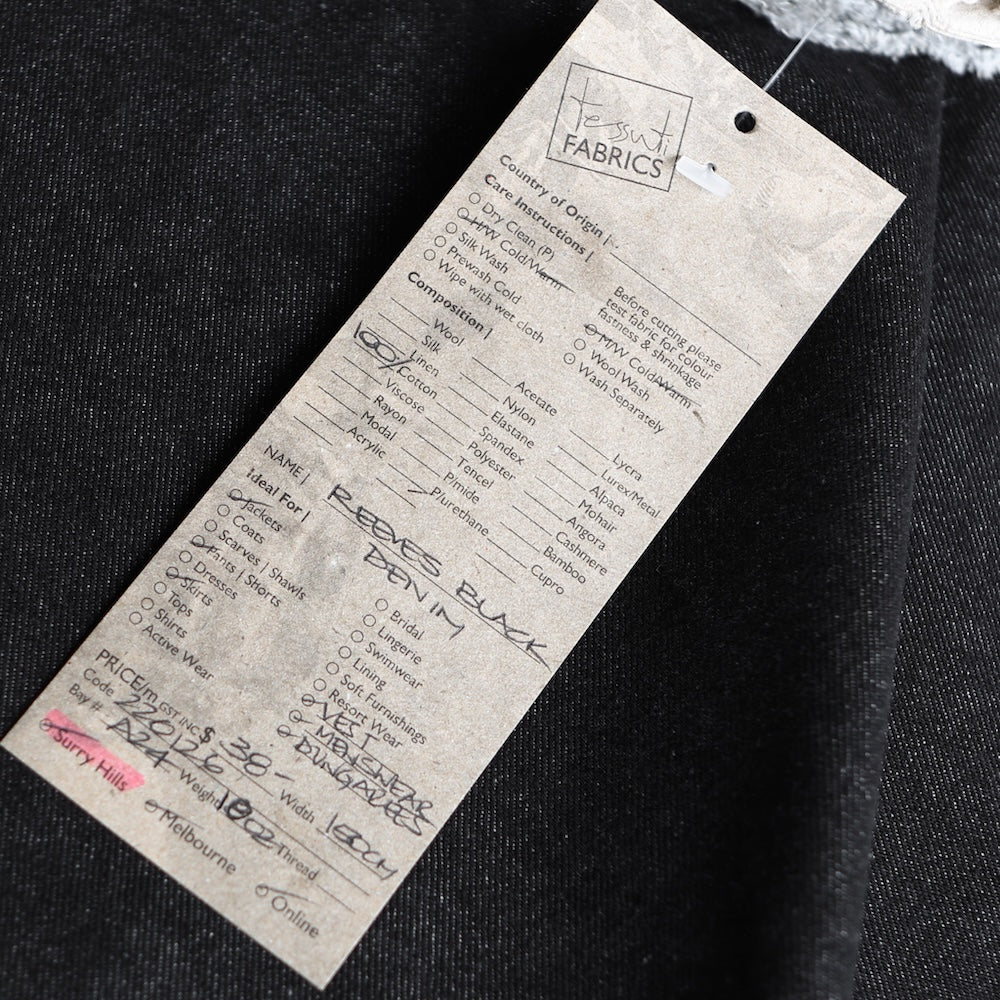 tessuti
FABRICS
Country of Origin |
Care Instructions |
Dry Clean (P)
H/W Cold/Warm
Silk Wash
Prewash Cold
Wipe with wet cloth
Before cutting please
test fabric for colour
fastness & shrinkage
M/W Cold/Warm
Wool Wash
Wash Separately
Composition |
Wool
Silk
Linen
100% Cotton
Viscose
Rayon
Modal
Acrylic
Acetate
Nylon
Elastane
Spandex
Polyester
Tencel
P/mide
P/urethane
Lycra
Lurex/Metal
Alpaca
Mohair
Angora
Cashmere
Bamboo
Cupro
NAME | REEVES BLACK
DENIM
Ideal For |
Jackets
Coats
Scarves | Shawls
Pants | Shorts
Dresses
Skirts
Tops
Shirts
Active Wear
Bridal
Lingerie
Swimwear
Lining
Soft Furnishings
Resort Wear
VEST
MENSWEAR
DUNGAREES
PRICE/m GST INC $ 38-
Code 220126 Width 150CM
Bay # A24 Weight 10oz Thread
Surry Hills
Melbourne
Online